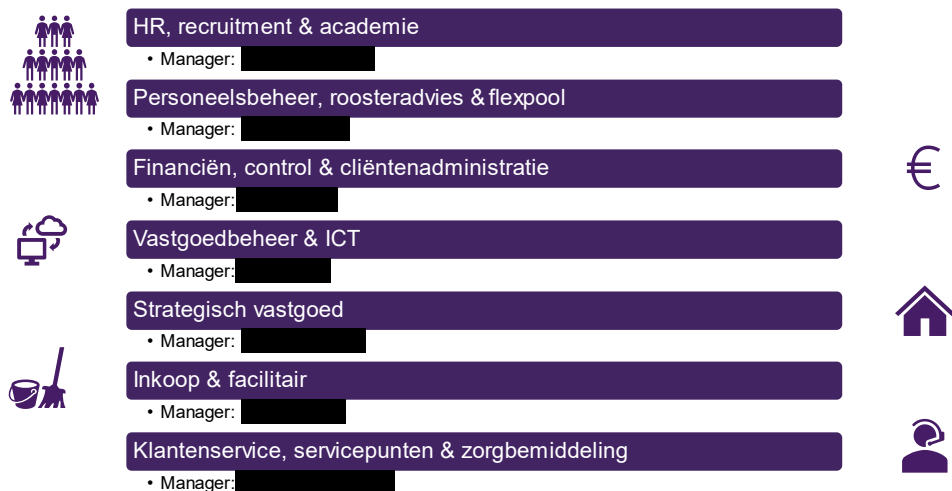 HR, recruitment & academie
• Manager:
Personeelsbeheer, roosteradvies & flexpool
• Manager:
Financiën, control & cliëntenadministratie
• Manager:
Vastgoedbeheer & ICT
• Manager:
Strategisch vastgoed
• Manager:
Inkoop & facilitair
• Manager:
Klantenservice, servicepunten & zorgbemiddeling
• Manager: